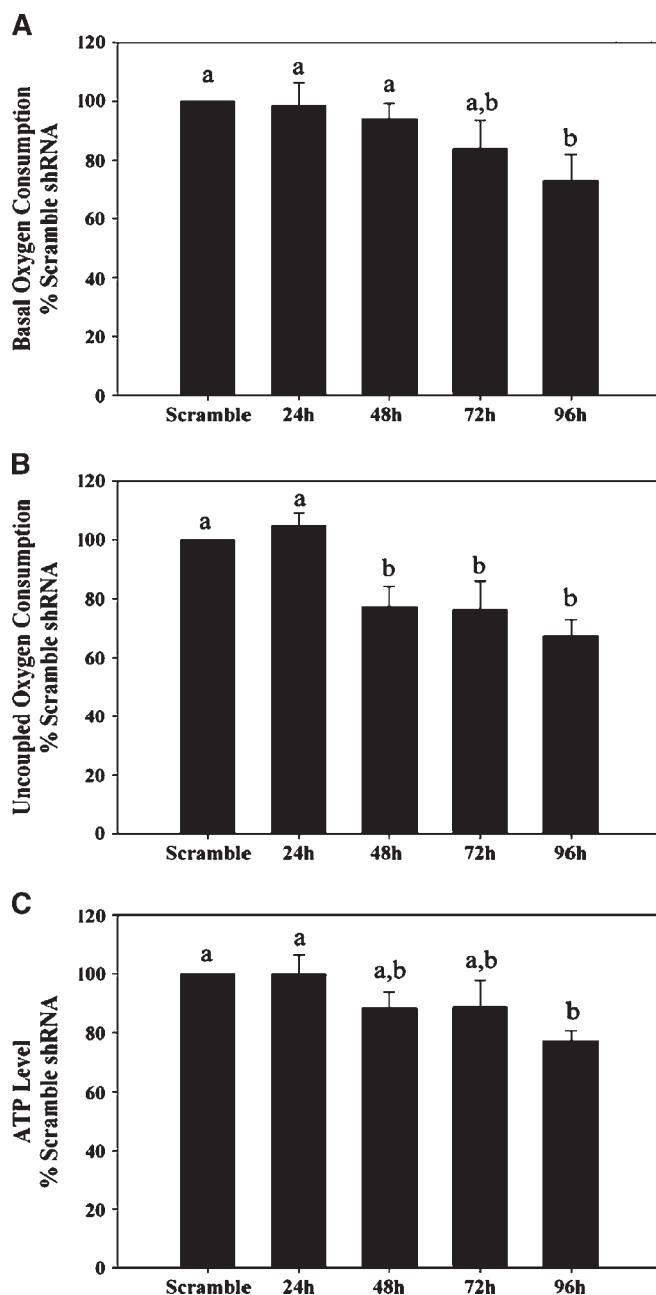 A
Basal Oxygen Consumption
% Scramble shRNA
120
100
80
60
40
20
0
a
a
a
a,b
b
Scramble 24h 48h 72h 96h
B
Uncoupled Oxygen Consumption
% Scramble shRNA
120
100
80
60
40
20
0
a
a
b
b
b
Scramble 24h 48h 72h 96h
C
ATP Level
% Scramble shRNA
120
100
80
60
40
20
0
a
a
a,b
a,b
b
Scramble 24h 48h 72h 96h